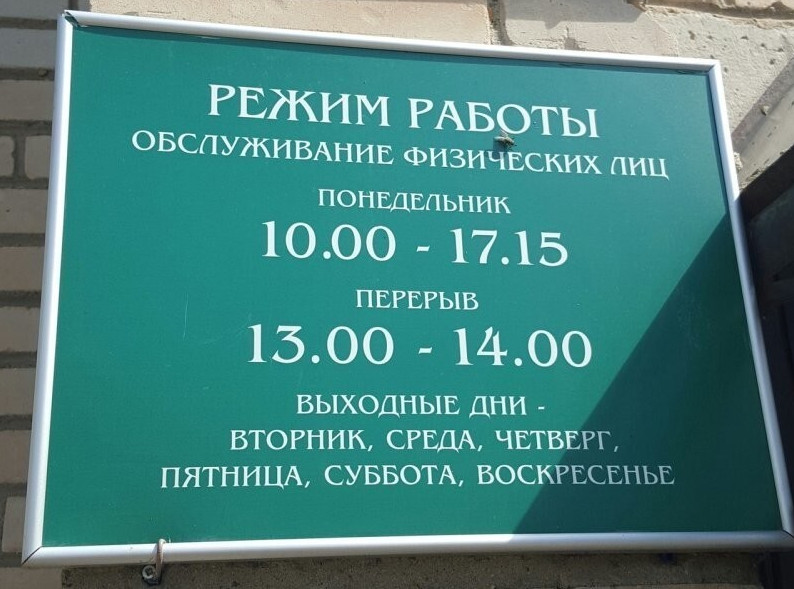 РЕЖИМ РАБОТЫ
ОБСЛУЖИВАНИЕ ФИЗИЧЕСКИХ ЛИЦ
ПОНЕДЕЛЬНИК
10.00 - 17.15
ПЕРЕРЫВ
13.00 - 14.00
ВЫХОДНЫЕ ДНИ -
ВТОРНИК, СРЕДА, ЧЕТВЕРГ,
ПЯТНИЦА, СУББОТА, ВОСКРЕСЕНЬЕ